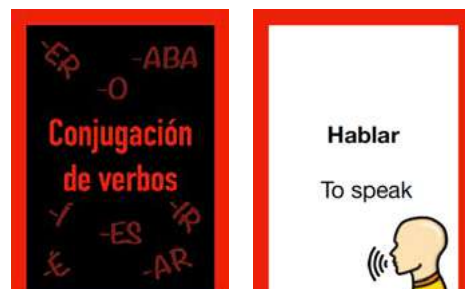 -ER
-ABA
-O
Conjugación
de verbos
-Í
-ES
-IR
-É
-AR
Hablar
To speak